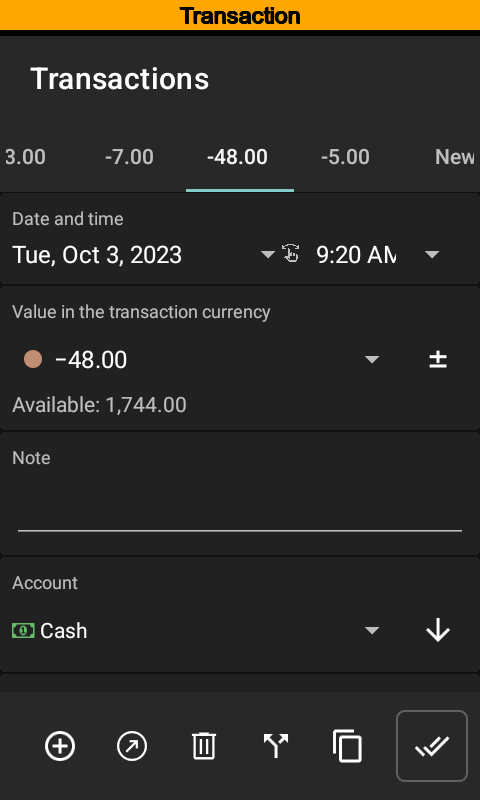 Transaction
Transactions
3.00 -7.00 -48.00 -5.00 New
Date and time
Tue, Oct 3, 2023 9:20 AM
Value in the transaction currency
−48.00 ±
Available: 1,744.00
Note
Account
Cash